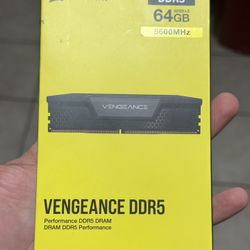 DDR5
64GB
5600MHz
VENGEANCE
VENGEANCE DDR5
Performance DDR5 DRAM
DRAM DDR5 Performance